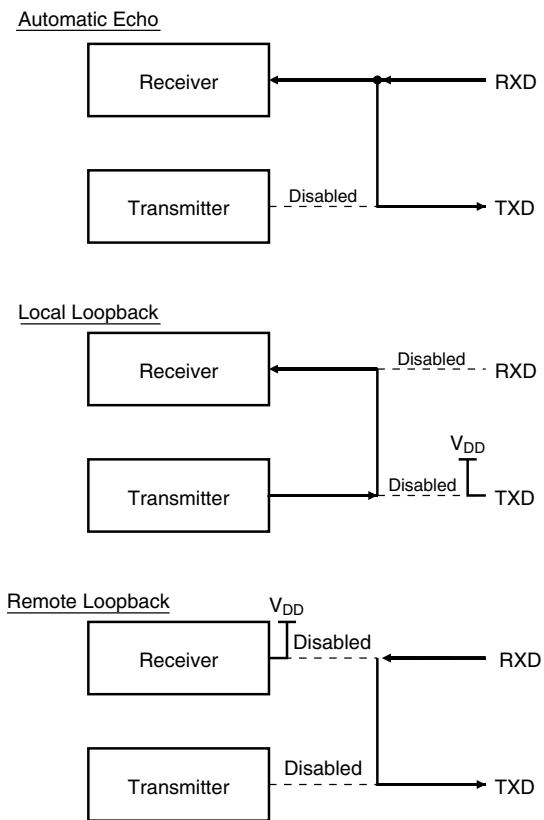 Automatic Echo
Receiver
RXD
Transmitter
Disabled
TXD
Local Loopback
Receiver
Disabled
RXD
VDD
Transmitter
Disabled
TXD
Remote Loopback
VDD
Receiver
Disabled
RXD
Transmitter
Disabled
TXD